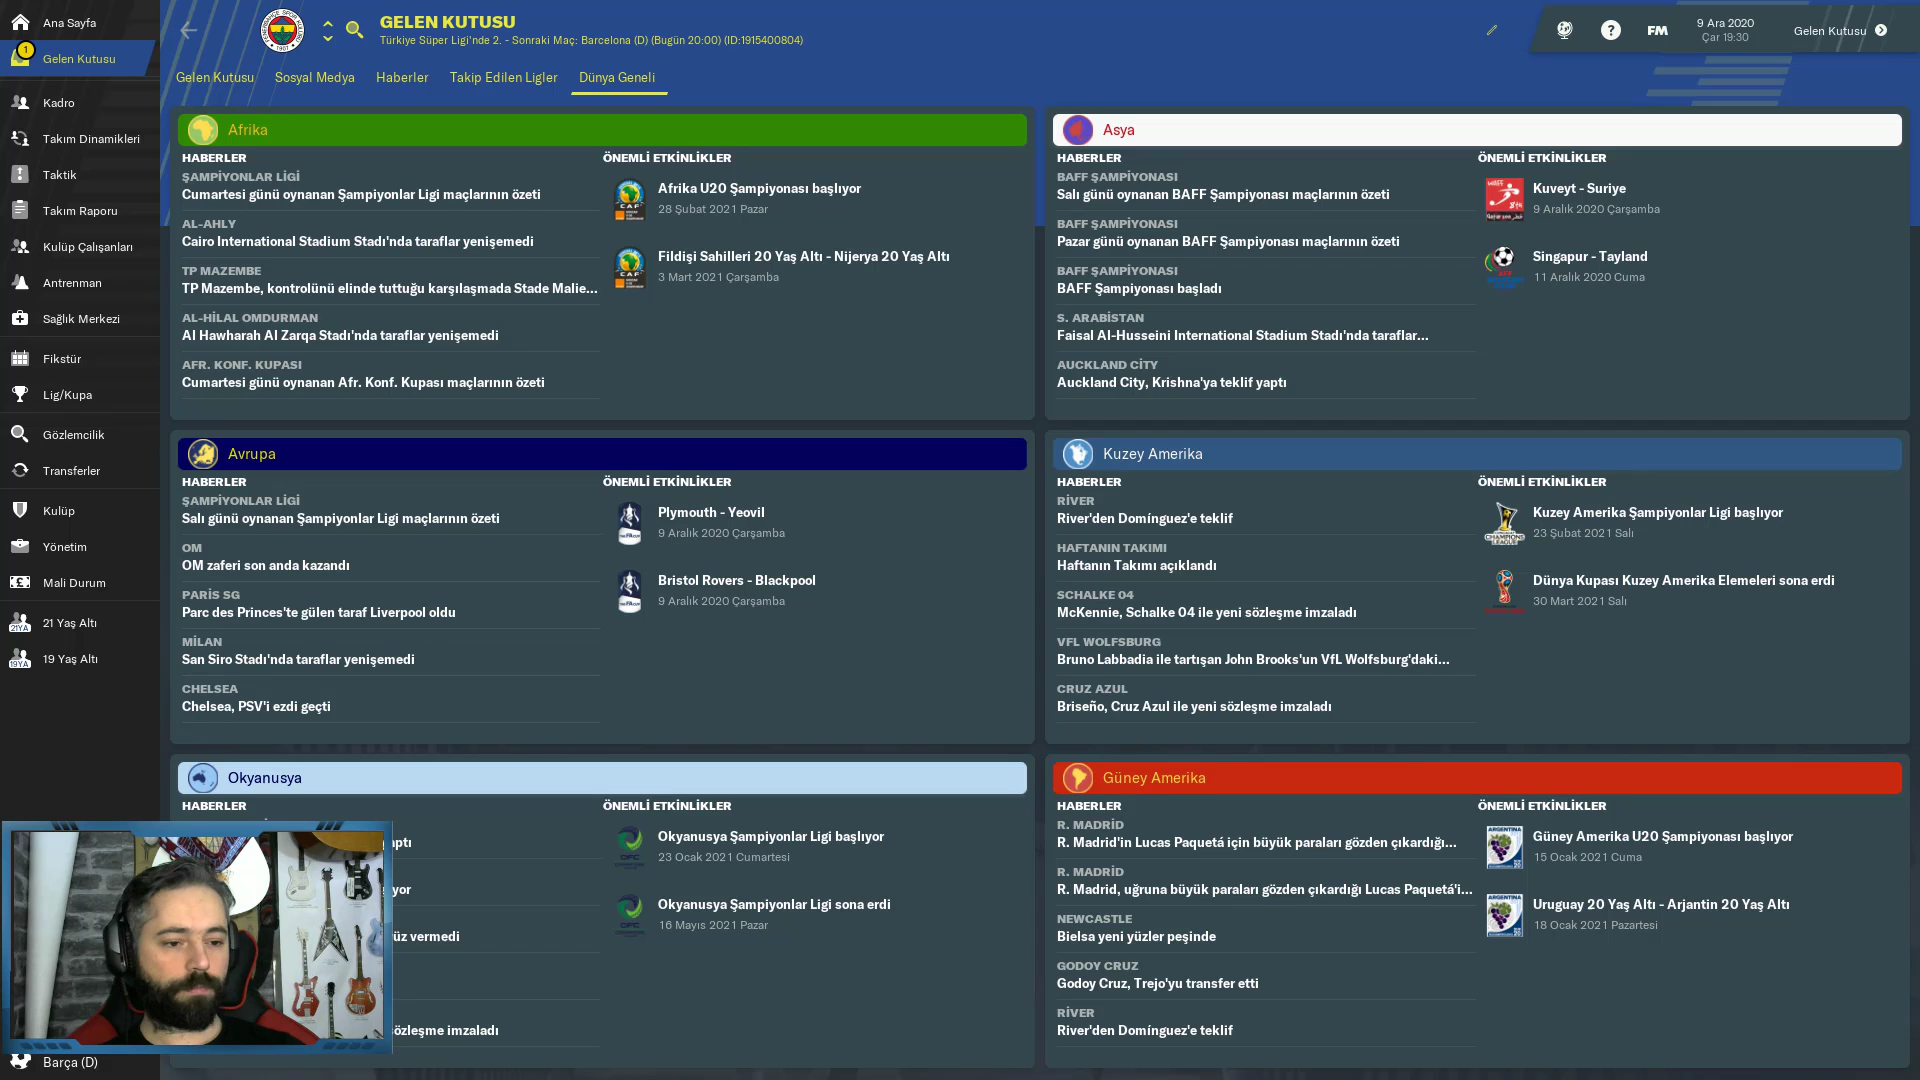 Ana Sayfa
1
Gelen Kutusu
Kadro
Takım Dinamikleri
Taktik
Takım Raporu
Kulüp Çalışanları
Antrenman
Sağlık Merkezi
Fikstür
Lig/Kupa
Gözlemcilik
Transferler
Kulüp
Yönetim
Mali Durum
21YA
21 Yaş Altı
19YA
19 Yaş Altı
Barça (D)
GELEN KUTUSU
Türkiye Süper Ligi'nde 2. - Sonraki Maç: Barcelona (D) (Bugün 20:00) (ID:1915400804)
?
FM
9 Ara 2020
Çar 19:30
Gelen Kutusu
Gelen Kutusu
Sosyal Medya
Haberler
Takip Edilen Ligler
Dünya Geneli
Afrika
HABERLER
ŞAMPİYONLAR LİGİ
Cumartesi günü oynanan Şampiyonlar Ligi maçlarının özeti
AL-AHLY
Cairo International Stadium Stadı'nda taraflar yenişemedi
TP MAZEMBE
TP Mazembe, kontrolünü elinde tuttuğu karşılaşmada Stade Malie...
AL-HİLAL OMDURMAN
Al Hawharah Al Zarqa Stadı'nda taraflar yenişemedi
AFR. KONF. KUPASI
Cumartesi günü oynanan Afr. Konf. Kupası maçlarının özeti
ÖNEMLİ ETKİNLİKLER
CAF
Afrika U20 Şampiyonası başlıyor
28 Şubat 2021 Pazar
CAF
Fildişi Sahilleri 20 Yaş Altı - Nijerya 20 Yaş Altı
3 Mart 2021 Çarşamba
Asya
HABERLER
BAFF ŞAMPİYONASI
Salı günü oynanan BAFF Şampiyonası maçlarının özeti
BAFF ŞAMPİYONASI
Pazar günü oynanan BAFF Şampiyonası maçlarının özeti
BAFF ŞAMPİYONASI
BAFF Şampiyonası başladı
S. ARABİSTAN
Faisal Al-Husseini International Stadium Stadı'nda taraflar...
AUCKLAND CİTY
Auckland City, Krishna'ya teklif yaptı
ÖNEMLİ ETKİNLİKLER
Kuveyt - Suriye
9 Aralık 2020 Çarşamba
Singapur - Tayland
11 Aralık 2020 Cuma
Avrupa
HABERLER
ŞAMPİYONLAR LİGİ
Salı günü oynanan Şampiyonlar Ligi maçlarının özeti
OM
OM zaferi son anda kazandı
PARİS SG
Parc des Princes'te gülen taraf Liverpool oldu
MİLAN
San Siro Stadı'nda taraflar yenişemedi
CHELSEA
Chelsea, PSV'i ezdi geçti
ÖNEMLİ ETKİNLİKLER
Plymouth - Yeovil
9 Aralık 2020 Çarşamba
Bristol Rovers - Blackpool
9 Aralık 2020 Çarşamba
Kuzey Amerika
HABERLER
RİVER
River'den Domínguez'e teklif
HAFTANIN TAKIMI
Haftanın Takımı açıklandı
SCHALKE 04
McKennie, Schalke 04 ile yeni sözleşme imzaladı
VFL WOLFSBURG
Bruno Labbadia ile tartışan John Brooks'un VfL Wolfsburg'daki...
CRUZ AZUL
Briseño, Cruz Azul ile yeni sözleşme imzaladı
ÖNEMLİ ETKİNLİKLER
Kuzey Amerika Şampiyonlar Ligi başlıyor
23 Şubat 2021 Salı
Dünya Kupası Kuzey Amerika Elemeleri sona erdi
30 Mart 2021 Salı
Okyanusya
HABERLER
aptı
yor
üz vermedi
özleşme imzaladı
ÖNEMLİ ETKİNLİKLER
OFC
Okyanusya Şampiyonlar Ligi başlıyor
23 Ocak 2021 Cumartesi
OFC
Okyanusya Şampiyonlar Ligi sona erdi
16 Mayıs 2021 Pazar
Güney Amerika
HABERLER
R. MADRİD
R. Madrid'in Lucas Paquetá için büyük paraları gözden çıkardığı...
R. MADRİD
R. Madrid, uğruna büyük paraları gözden çıkardığı Lucas Paquetá'i...
NEWCASTLE
Bielsa yeni yüzler peşinde
GODOY CRUZ
Godoy Cruz, Trejo'yu transfer etti
RİVER
River'den Domínguez'e teklif
ÖNEMLİ ETKİNLİKLER
ARGENTINA
Güney Amerika U20 Şampiyonası başlıyor
15 Ocak 2021 Cuma
ARGENTINA
Uruguay 20 Yaş Altı - Arjantin 20 Yaş Altı
18 Ocak 2021 Pazartesi